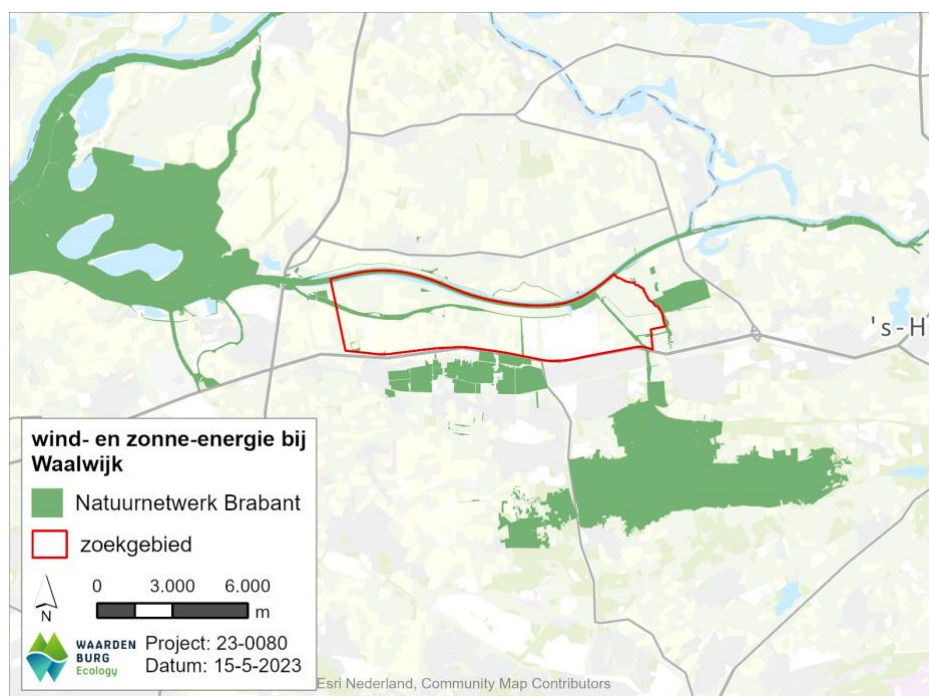 's-H
wind- en zonne-energie bij
Waalwijk
Natuurnetwerk Brabant
zoekgebied
0 3.000 6.000
m
N
WAARDEN
BURG
Ecology
Project: 23-0080
Datum: 15-5-2023
Esri Nederland, Community Map Contributors